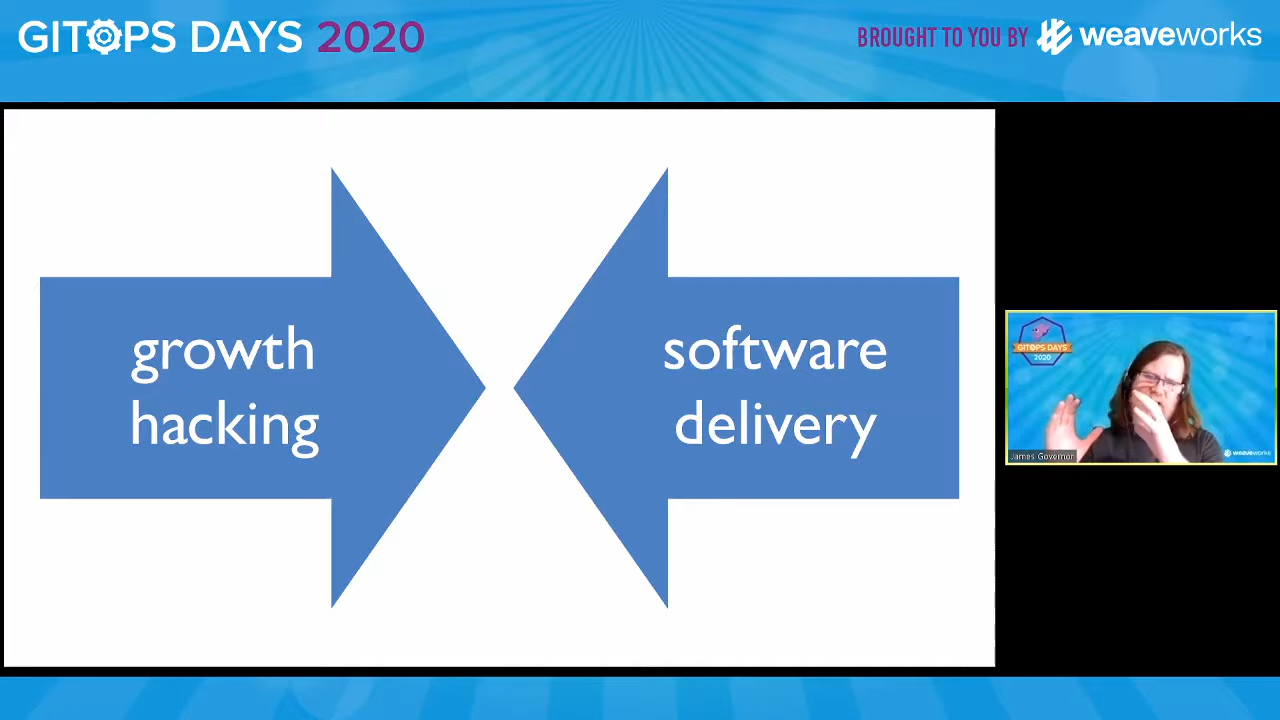 GITOPS DAYS 2020
BROUGHT TO YOU BY weaveworks
growth
hacking
software
delivery
GITOPS DAYS
2020
James Governor
weaveworks